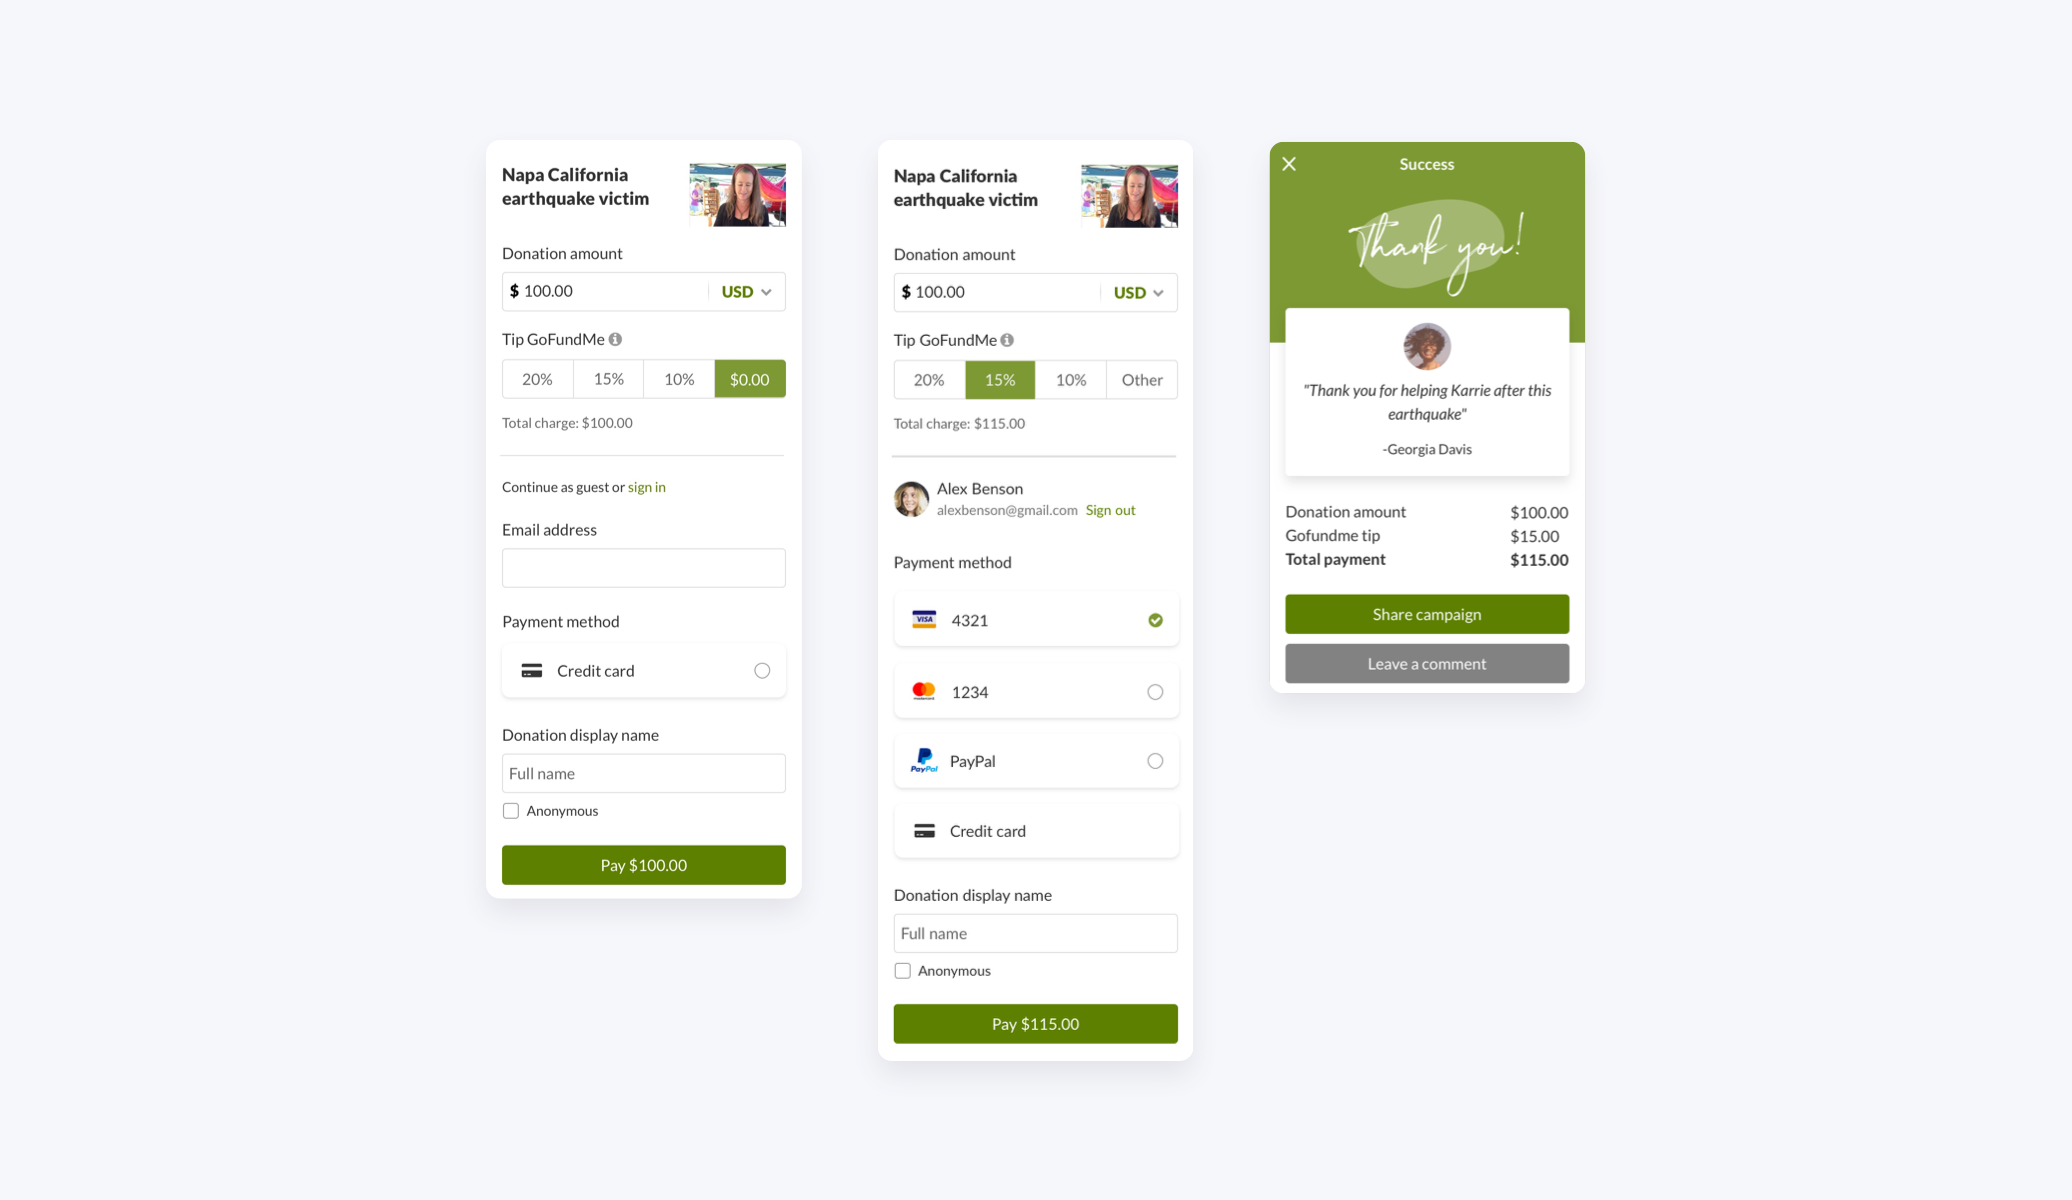 Napa California
earthquake victim
Donation amount
$ 100.00 USD
Tip GoFundMe
20% 15% 10% $0.00
Total charge: $100.00
Continue as guest or sign in
Email address
Payment method
Credit card
Donation display name
Full name
Anonymous
Pay $100.00
Napa California
earthquake victim
Donation amount
$ 100.00 USD
Tip GoFundMe
20% 15% 10% Other
Total charge: $115.00
Alex Benson
alexbenson@gmail.com Sign out
Payment method
VISA 4321
1234
PayPal PayPal
Credit card
Donation display name
Full name
Anonymous
Pay $115.00
Success
Thank you!
"Thank you for helping Karrie after this
earthquake"
-Georgia Davis
Donation amount $100.00
Gofundme tip $15.00
Total payment $115.00
Share campaign
Leave a comment